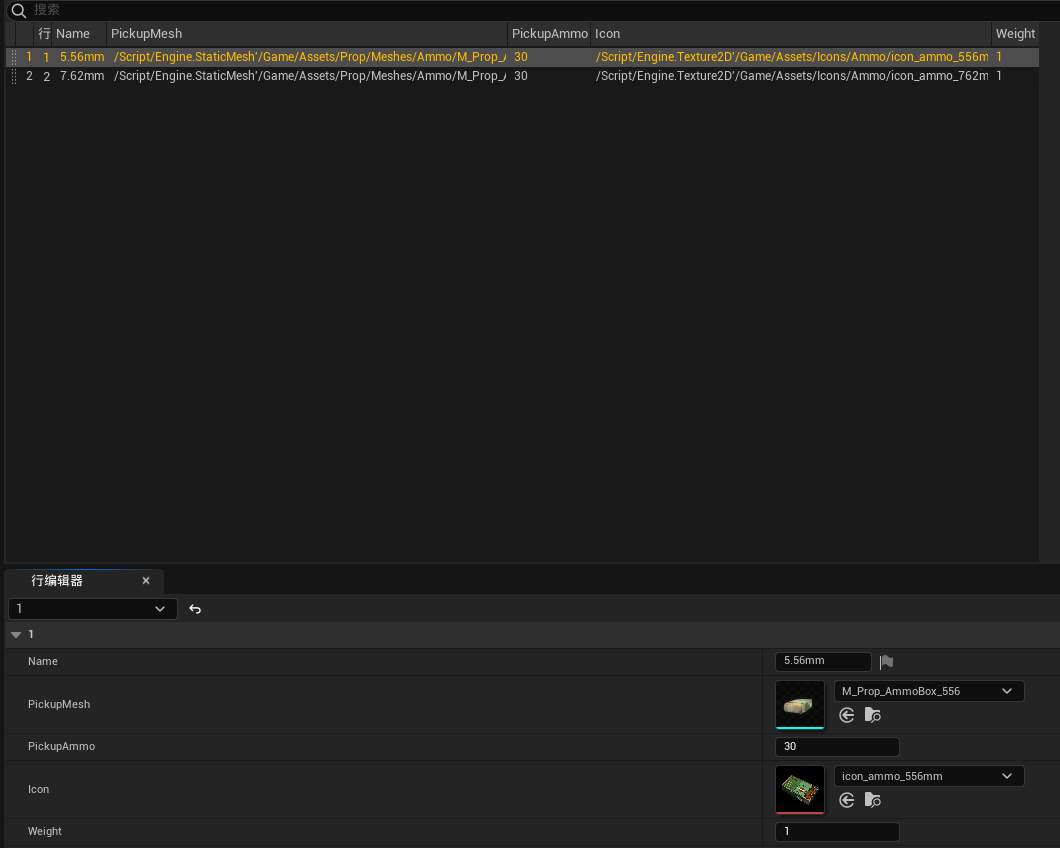 搜索
行 Name PickupMesh PickupAmmo Icon Weight
1 1 5.56mm /Script/Engine.StaticMesh'/Game/Assets/Prop/Meshes/Ammo/M_Prop_ 30 /Script/Engine.Texture2D'/Game/Assets/Icons/Ammo/icon_ammo_556m 1
2 2 7.62mm /Script/Engine.StaticMesh'/Game/Assets/Prop/Meshes/Ammo/M_Prop_ 30 /Script/Engine.Texture2D'/Game/Assets/Icons/Ammo/icon_ammo_762m 1
行编辑器
1
1
Name 5.56mm
PickupMesh M_Prop_AmmoBox_556
PickupAmmo 30
Icon icon_ammo_556mm
Weight 1